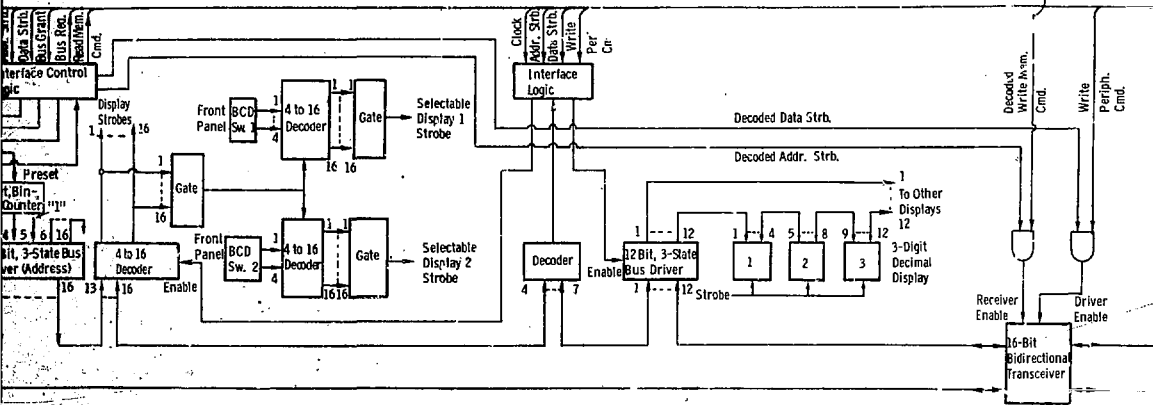 Data Strb.
Bus Grant
Bus Req.
Read Mem.
Cmd.
Clock
Addr. Strb.
Data Strb.
Write
Decoded
Write Mem.
Cmd.
Write
Periph.
Cmd.
Interface Control
Logic
Interface
Logic
Display
Strobes
1
16
Front
Panel
BCD
Sw. 1
1
4
4 to 16
Decoder
1
1
16
16
Gate
Selectable
Display 1
Strobe
Decoded Data Strb.
Decoded Addr. Strb.
Preset
1
16
Gate
Counter
"1"
4
5
6
16
Bit, 3-State Bus
(Address)
16
4 to 16
Decoder
Enable
13
16
Front
Panel
BCD
Sw. 2
1
4
4 to 16
Decoder
1
1
16
16
Gate
Selectable
Display 2
Strobe
Decoder
4
7
Enable
12 Bit, 3-State
Bus Driver
1
12
1
12
1
4
5
8
9
12
1
2
3
1
To Other
Displays
12
3-Digit
Decimal
Display
Strobe
Receiver
Enable
Driver
Enable
16-Bit
Bidirectional
Transceiver